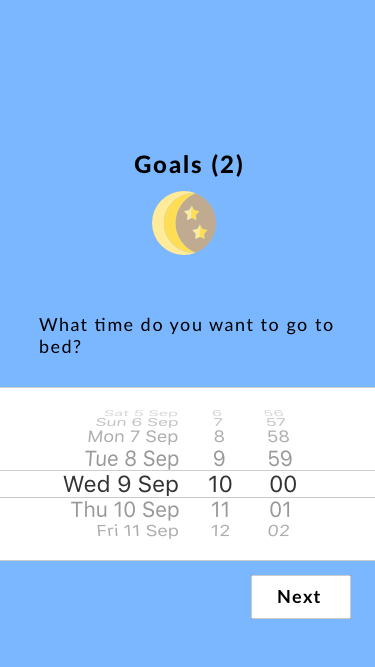 Goals (2)
What time do you want to go to
bed?
Sat 5 Sep 6 56
Sun 6 Sep 7 57
Mon 7 Sep 8 58
Tue 8 Sep 9 59
Wed 9 Sep 10 00
Thu 10 Sep 11 01
Fri 11 Sep 12 02
Next